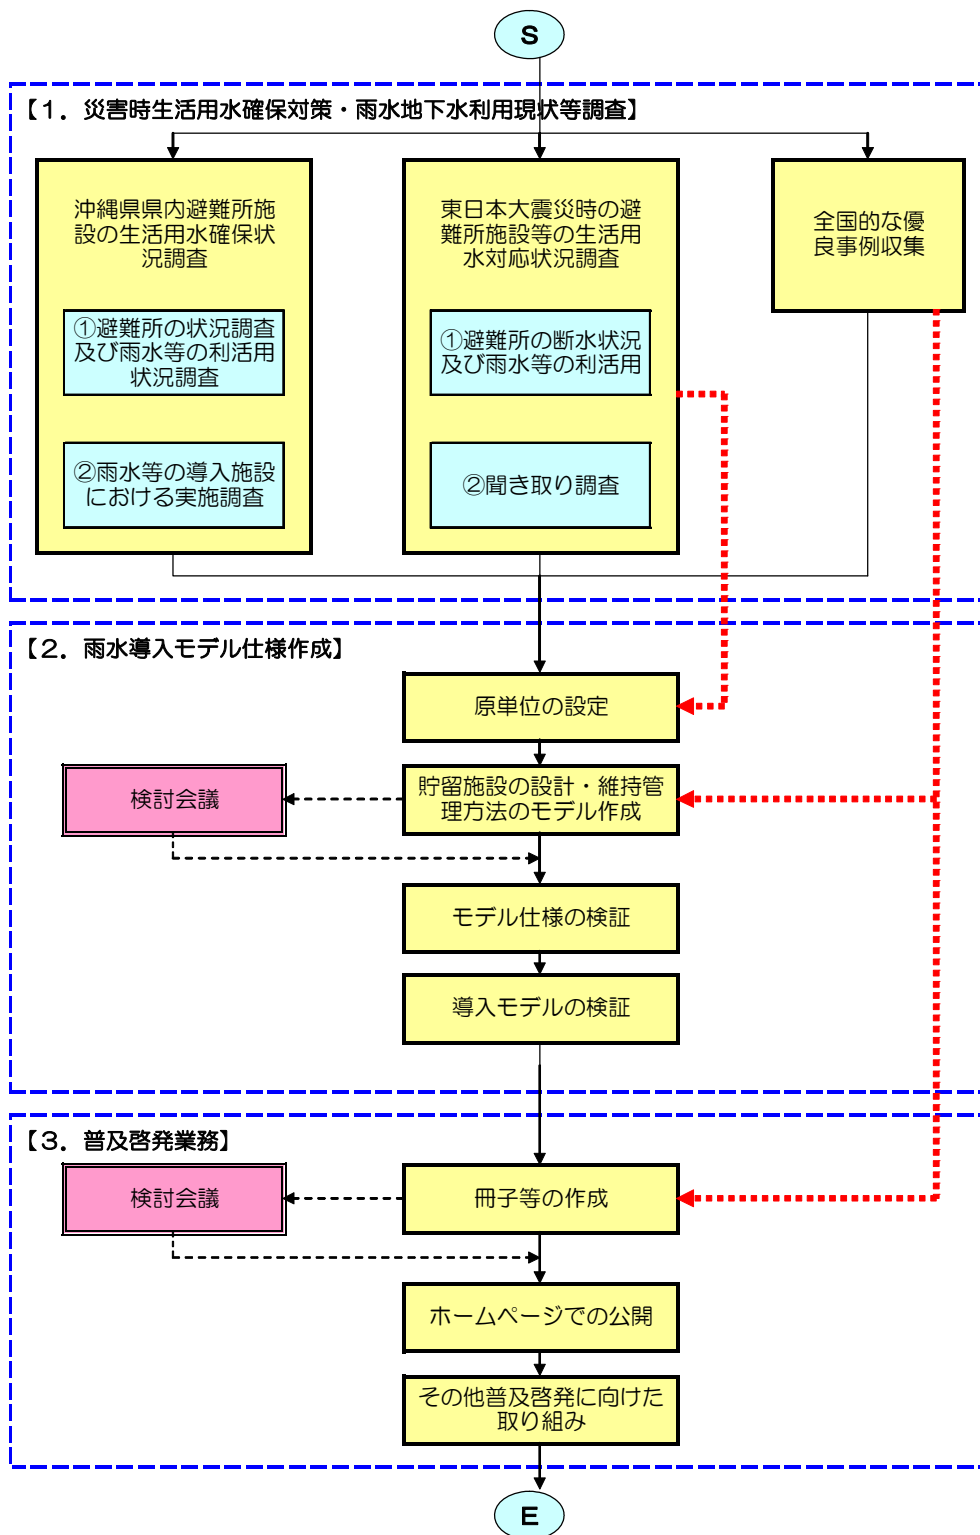 S
【１．災害時生活用水確保対策・雨水地下水利用現状等調査】
沖縄県県内避難所施
設の生活用水確保状
況調査
①避難所の状況調査
及び雨水等の利活用
状況調査
②雨水等の導入施設
における実施調査
東日本大震災時の避
難所施設等の生活用
水対応状況調査
①避難所の断水状況
及び雨水等の利活用
②聞き取り調査
全国的な優
良事例収集
【２．雨水導入モデル仕様作成】
原単位の設定
検討会議
貯留施設の設計・維持管
理方法のモデル作成
モデル仕様の検証
導入モデルの検証
【３．普及啓発業務】
検討会議
冊子等の作成
ホームページでの公開
その他普及啓発に向けた
取り組み
E